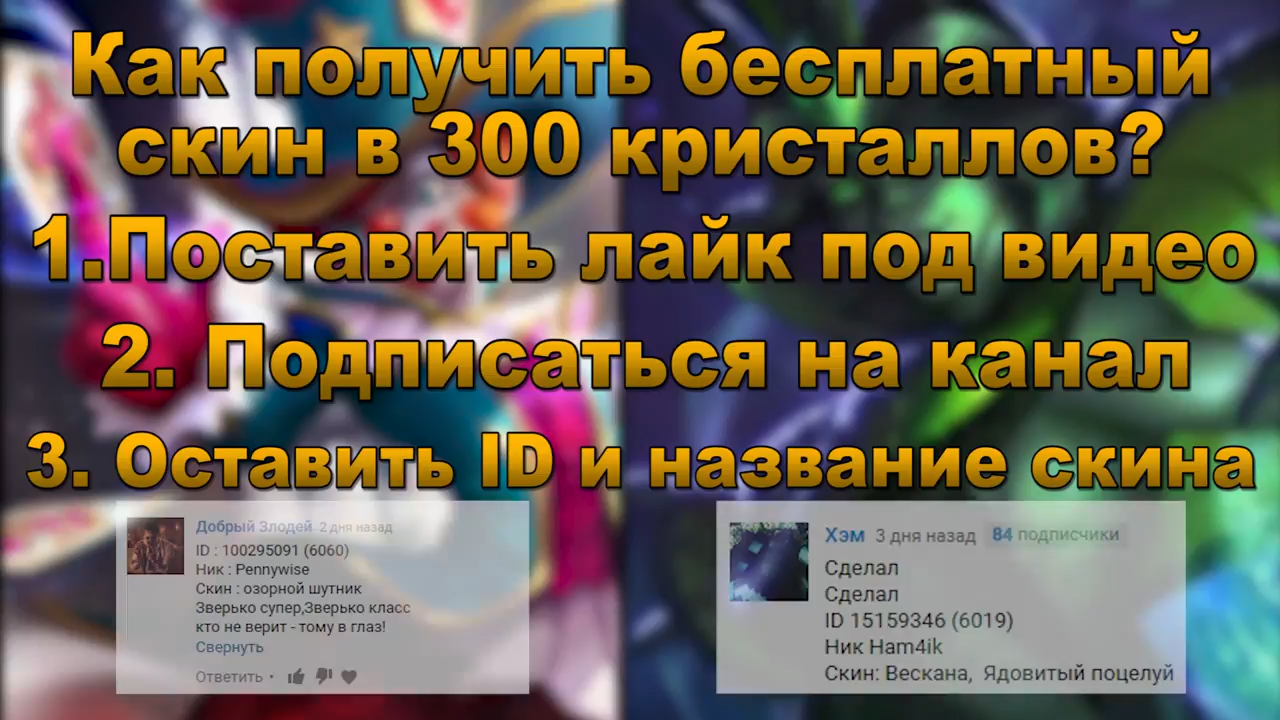 Как получить бесплатный
скин в 300 кристаллов?
1.Поставить лайк под видео
2. Подписаться на канал
3. Оставить ID и название скина
Добрый Злодей 2 дня назад
ID : 100295091 (6060)
Ник : Pennywise
Скин : озорной шутник
Зверько супер,Зверько класс
кто не верит - тому в глаз!
Свернуть
Ответить •
Хэм 3 дня назад 84 подписчики
Сделал
Сделал
ID 15159346 (6019)
Ник Ham4ik
Скин: Вескана, Ядовитый поцелуй